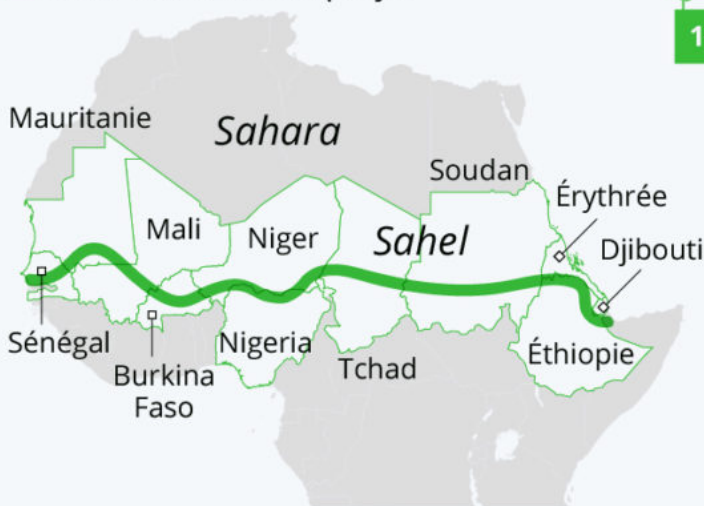 1
Mauritanie
Sahara
Soudan
Érythrée
Mali
Niger
Sahel
Djibouti
Sénégal
Nigeria
Tchad
Éthiopie
Burkina
Faso